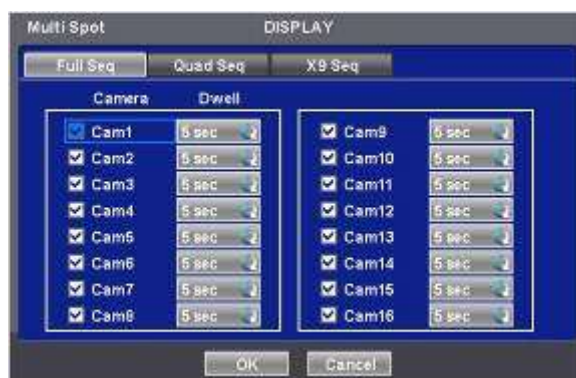 Multi Spot DISPLAY
Full Seq Quad Seq X9 Seq
Camera Dwell
Cam1 5 sec
Cam2 5 sec
Cam3 5 sec
Cam4 5 sec
Cam5 5 sec
Cam6 5 sec
Cam7 5 sec
Cam8 5 sec
Cam9 5 sec
Cam10 5 sec
Cam11 5 sec
Cam12 5 sec
Cam13 5 sec
Cam14 5 sec
Cam15 5 sec
Cam16 5 sec
OK Cancel